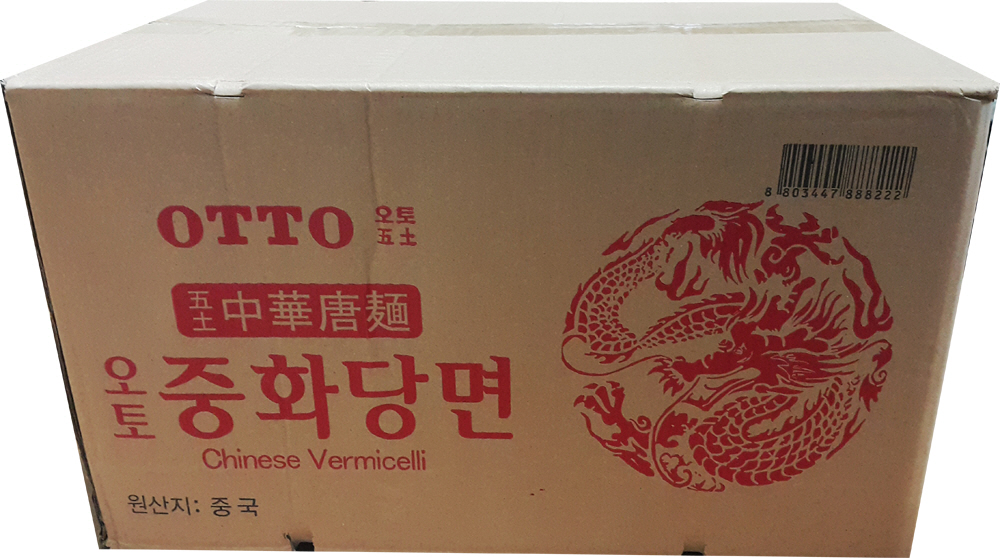 8 803447 888222
OTTO 오토 五土
五土 中華唐麵
오토 중화당면
Chinese Vermicelli
원산지: 중국